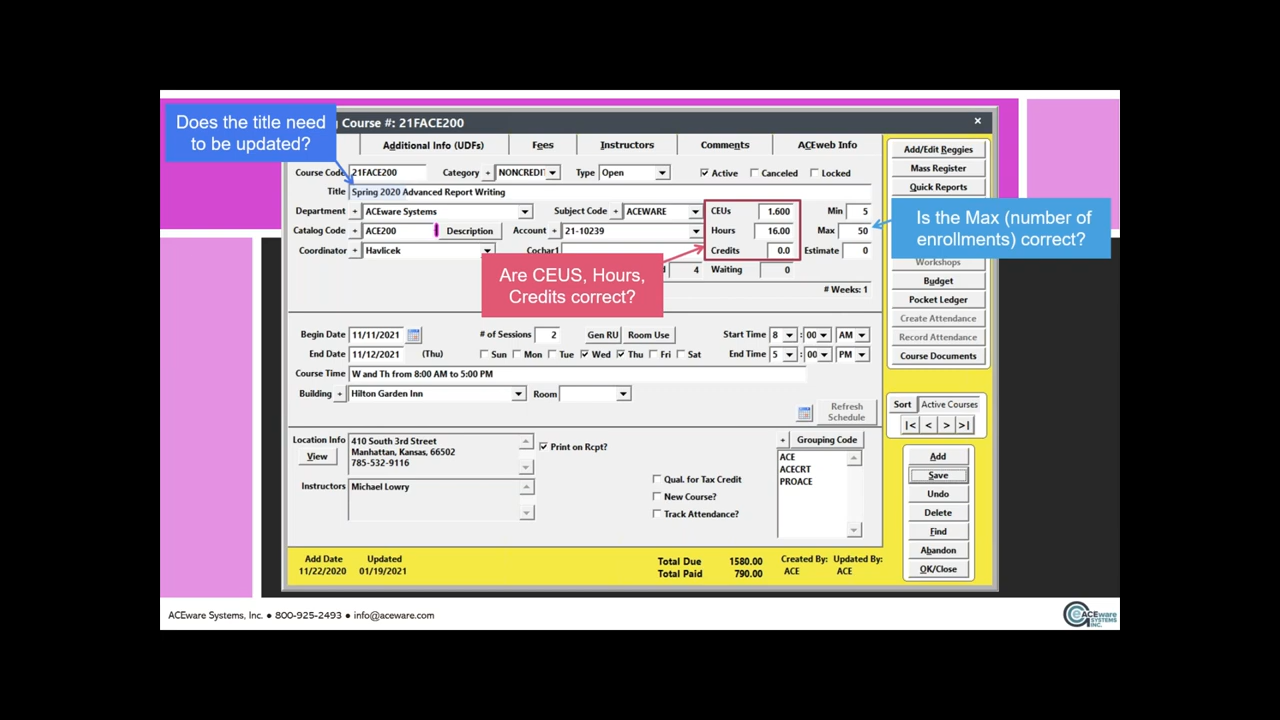 Does the title need
to be updated?
Course #: 21FACE200
Additional Info (UDFs) Fees Instructors Comments ACEweb Info
Course Code 21FACE200 Category + NONCREDIT Type Open Active Canceled Locked
Title Spring 2020 Advanced Report Writing
Department + ACEware Systems Subject Code + ACEWARE CEUs 1.600 Min 5
Catalog Code + ACE200 Description Account + 21-10239 Hours 16.00 Max 50
Coordinator + Havlicek Cochar1 Credits 0.0 Estimate 0
4 Waiting 0
# Weeks: 1
Is the Max (number of
enrollments) correct?
Are CEUS, Hours,
Credits correct?
Begin Date 11/11/2021 # of Sessions 2 Gen RU Room Use Start Time 8 : 00 AM
End Date 11/12/2021 (Thu) Sun Mon Tue Wed Thu Fri Sat End Time 5 : 00 PM
Course Time W and Th from 8:00 AM to 5:00 PM
Building + Hilton Garden Inn Room
Refresh
Schedule
Location Info 410 South 3rd Street
Manhattan, Kansas, 66502
785-532-9116
View
Print on Rcpt?
Instructors Michael Lowry
Qual. for Tax Credit
New Course?
Track Attendance?
+ Grouping Code
ACE
ACECRT
PROACE
Add Date Updated
11/22/2020 01/19/2021
Total Due 1580.00
Total Paid 790.00
Created By: Updated By:
ACE ACE
Add/Edit Reggies
Mass Register
Quick Reports
Workshops
Budget
Pocket Ledger
Create Attendance
Record Attendance
Course Documents
Sort Active Courses
|< < > >|
Add
Save
Undo
Delete
Find
Abandon
OK/Close
ACEware Systems, Inc. ● 800-925-2493 ● info@aceware.com
ACEware
SYSTEMS
INC.